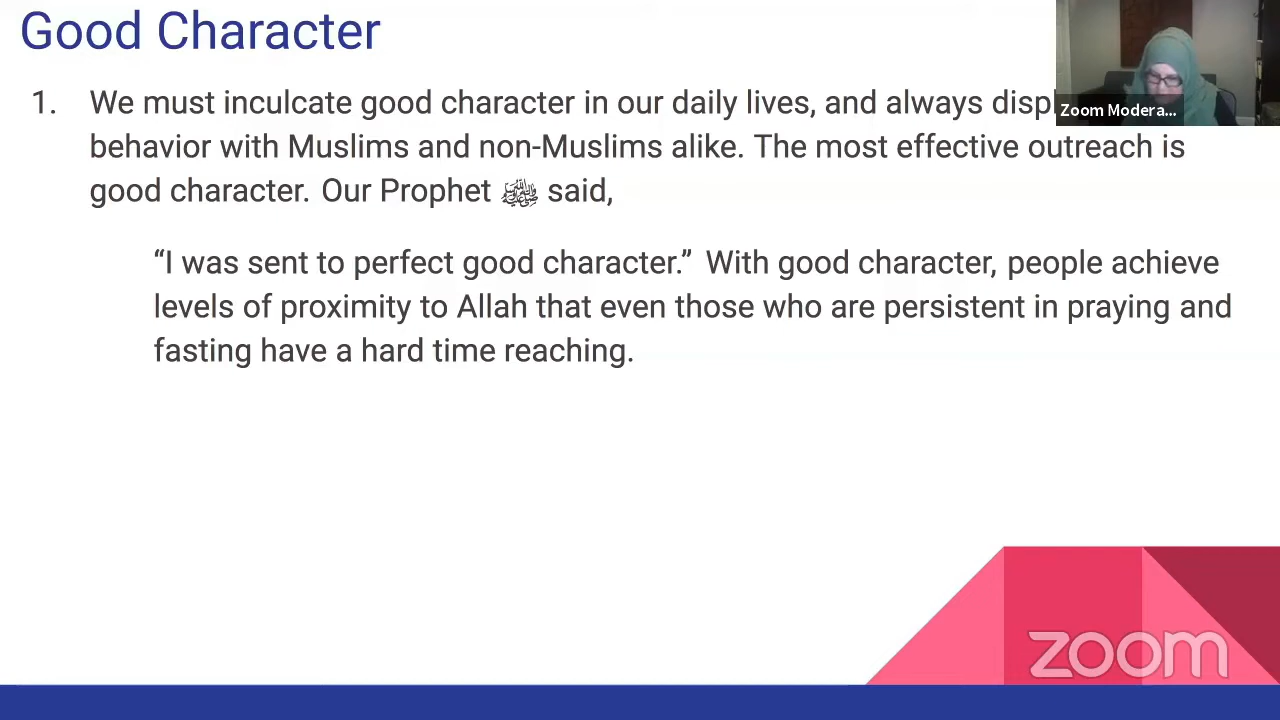 Good Character
1. We must inculcate good character in our daily lives, and always
behavior with Muslims and non-Muslims alike. The most effective outreach is
good character. Our Prophet ﷺ said,
“I was sent to perfect good character.” With good character, people achieve
levels of proximity to Allah that even those who are persistent in praying and
fasting have a hard time reaching.
Zoom Modera...
zoom